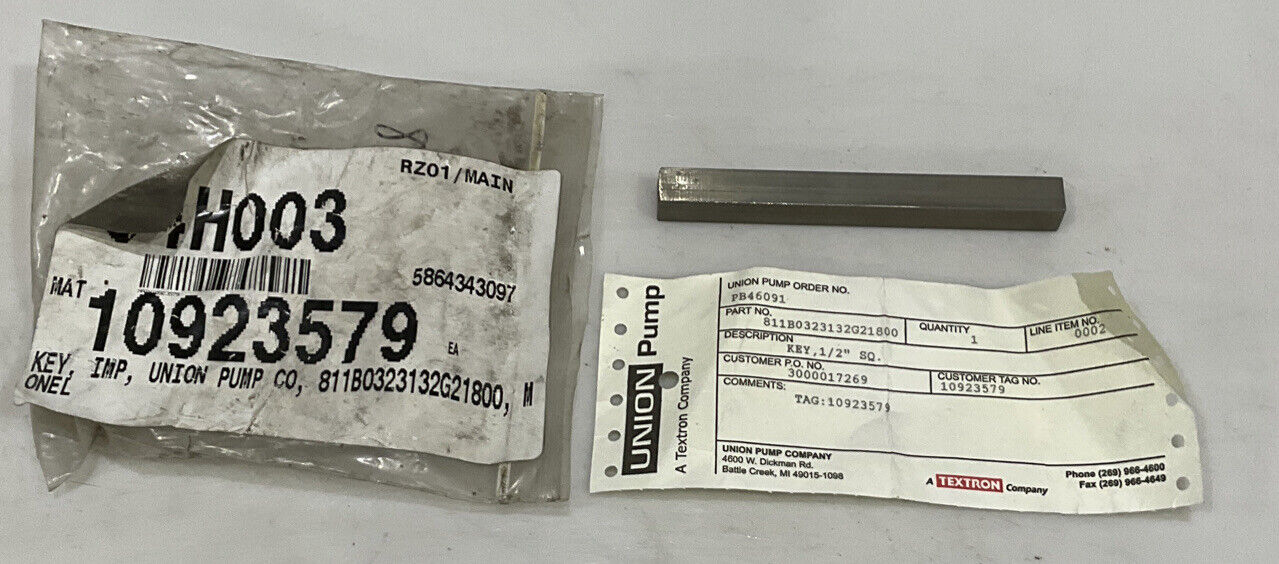 RZ01/MAIN
4H003
5864343097
MAT
10923579
EA
KEY, IMP, UNION PUMP CO, 811B0323132G21800, M
ONEL
UNION Pump
A Textron Company
UNION PUMP ORDER NO.
PB46091
PART NO.
811B0323132G21800
QUANTITY
1
LINE ITEM NO.
0002
DESCRIPTION
KEY,1/2" SQ.
CUSTOMER P.O. NO.
3000017269
CUSTOMER TAG NO.
10923579
COMMENTS:
TAG:10923579
UNION PUMP COMPANY
4600 W. Dickman Rd.
Battle Creek, MI 49015-1098
A TEXTRON Company
Phone (269) 966-4600
Fax (269) 966-4649